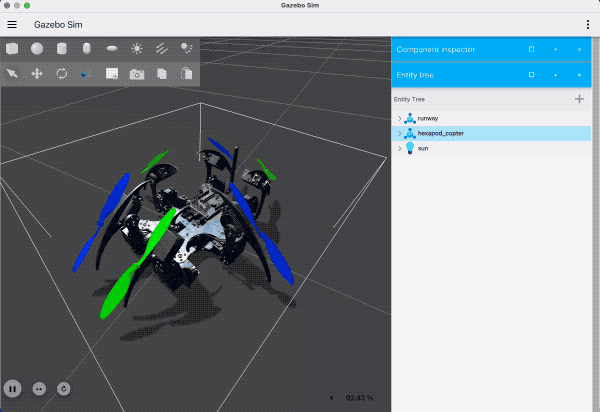 Gazebo Sim
Gazebo Sim
Component inspector
Entity tree
Entity Tree
runway
hexapod_copter
sun
92.43 %